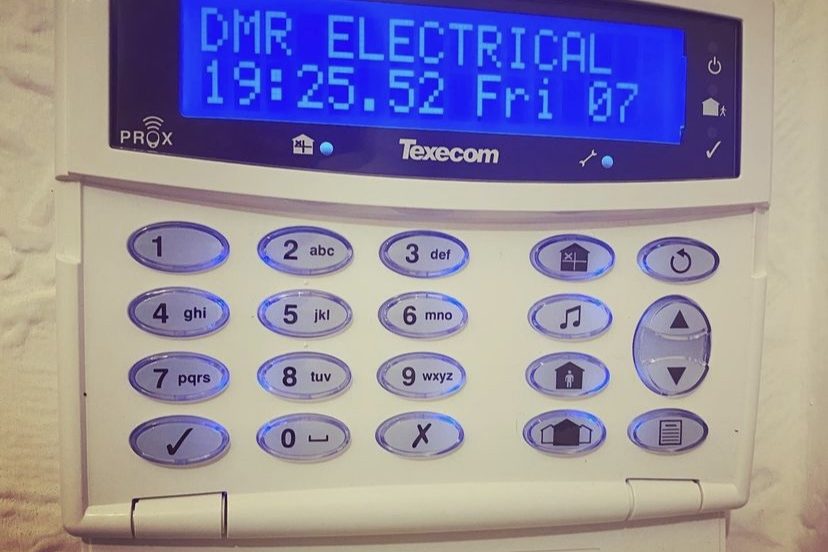 DMR ELECTRICAL
19:25.52 Fri 07
PROX
Texecom
1
2 abc
3 def
4 ghi
5 jkl
6 mno
7 pqrs
8 tuv
9 wxyz
0